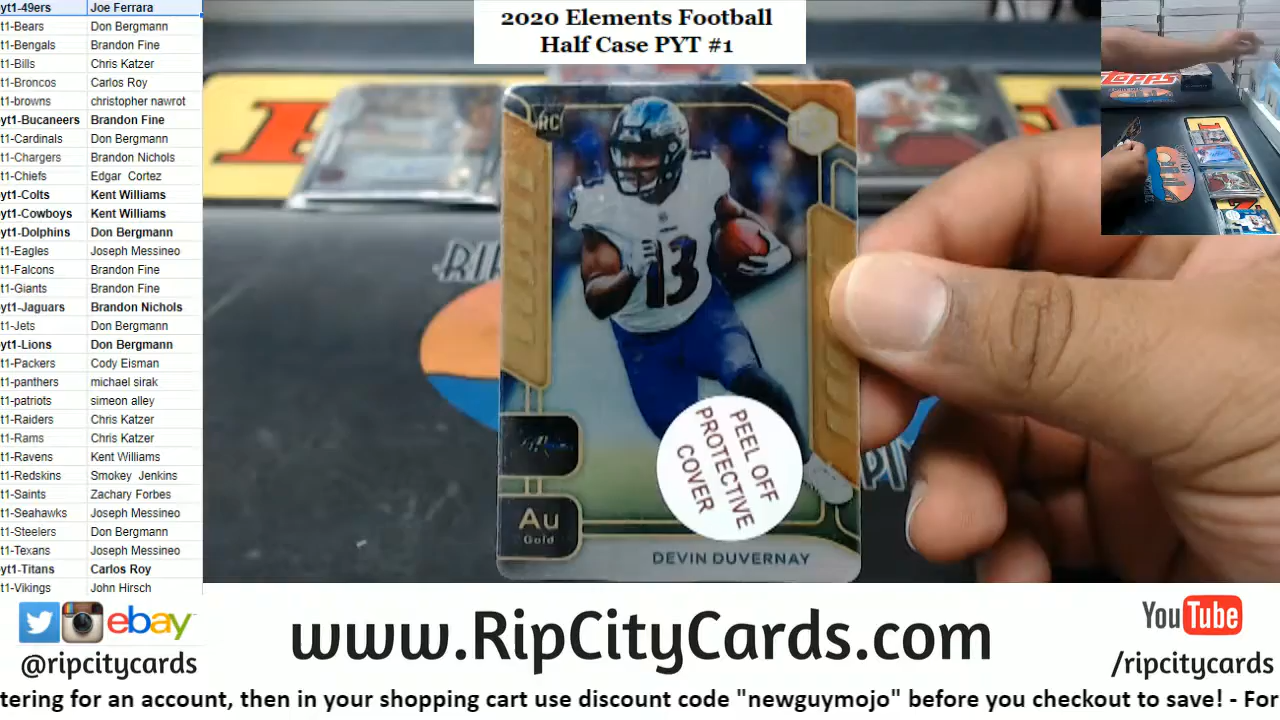 yt1-49ers Joe Ferrara
t1-Bears Don Bergmann
t1-Bengals Brandon Fine
t1-Bills Chris Katzer
t1-Broncos Carlos Roy
t1-browns christopher nawrot
yt1-Bucaneers Brandon Fine
t1-Cardinals Don Bergmann
t1-Chargers Brandon Nichols
t1-Chiefs Edgar Cortez
yt1-Colts Kent Williams
yt1-Cowboys Kent Williams
yt1-Dolphins Don Bergmann
t1-Eagles Joseph Messineo
t1-Falcons Brandon Fine
t1-Giants Brandon Fine
yt1-Jaguars Brandon Nichols
t1-Jets Don Bergmann
yt1-Lions Don Bergmann
t1-Packers Cody Eisman
t1-panthers michael sirak
t1-patriots simeon alley
t1-Raiders Chris Katzer
t1-Rams Chris Katzer
t1-Ravens Kent Williams
t1-Redskins Smokey Jenkins
t1-Saints Zachary Forbes
t1-Seahawks Joseph Messineo
t1-Steelers Don Bergmann
t1-Texans Joseph Messineo
yt1-Titans Carlos Roy
t1-Vikings John Hirsch
2020 Elements Football
Half Case PYT #1
RC
13
PEEL OFF
PROTECTIVE
COVER
Au
Gold
DEVIN DUVERNAY
RIP
TOPPS
ebay
@ripcitycards
www.RipCityCards.com
YouTube
/ripcitycards
tering for an account, then in your shopping cart use discount code "newguymojo" before you checkout to save! - For